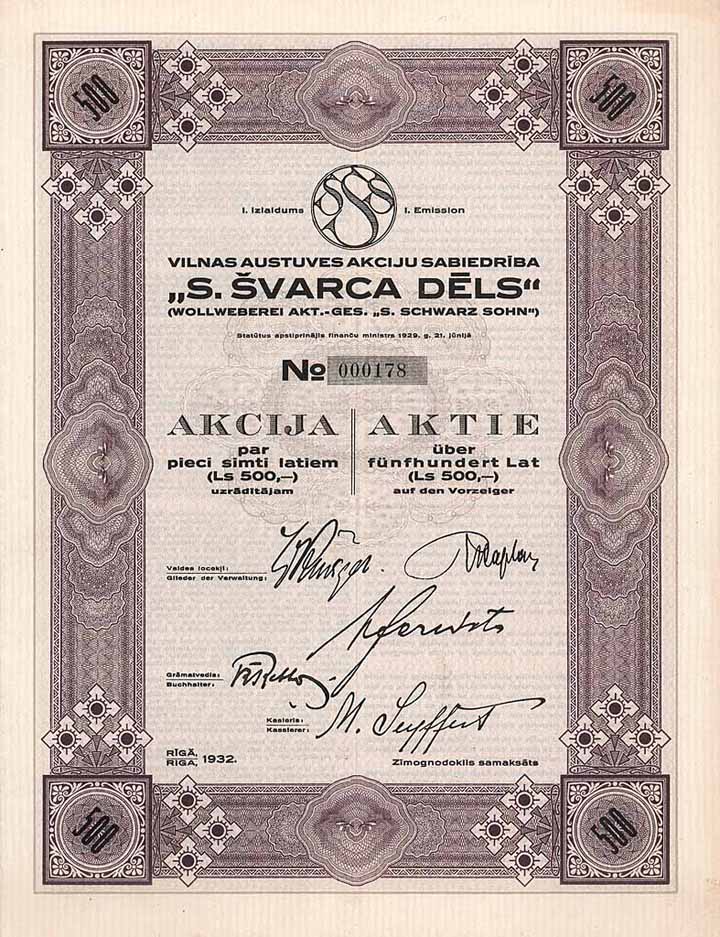 500
500
SSS
I. Izlaidums
I. Emission
VILNAS AUSTUVES AKCIJU SABIEDRĪBA
„S. ŠVARCA DĒLS“
(WOLLWEBEREI AKT.-GES. „S. SCHWARZ SOHN“)
Statūtus apstiprinājis finanču ministrs 1929. g. 21. jūnijā
No 000178
AKCIJA
par
pieci simti latiem
(Ls 500,—)
uzrādītājam
AKTIE
über
fünfhundert Lat
(Ls 500,—)
auf den Vorzeiger
Valdes locekļi:
Glieder der Verwaltung:
Grāmatvedis:
Buchhalter:
Kasieris:
Kassierer:
M. Seyffert
RĪGĀ,
RIGA, 1932.
Zīmognodoklis samaksāts
500
500